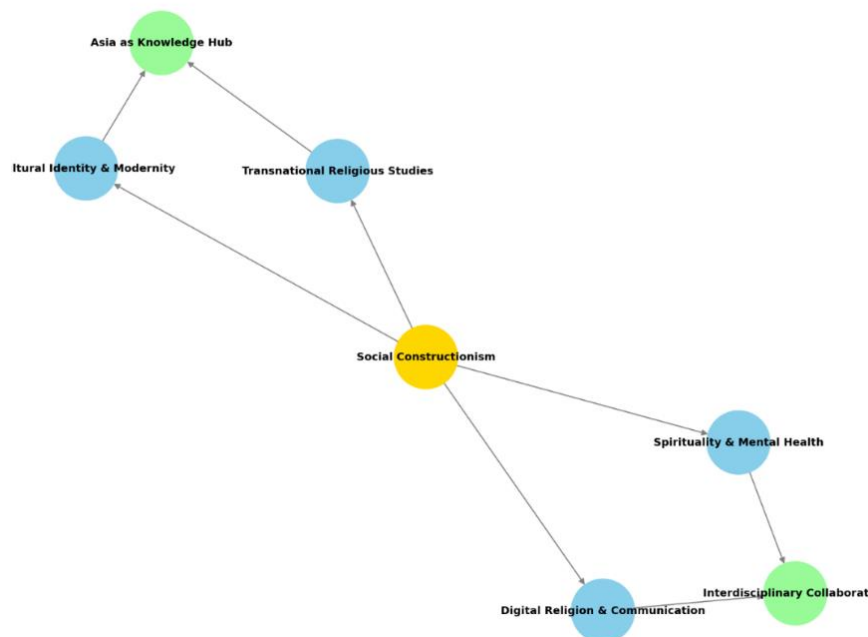 Asia as Knowledge Hub
ltural Identity & Modernity
Transnational Religious Studies
Social Constructionism
Spirituality & Mental Health
Interdisciplinary Collaborat
Digital Religion & Communication